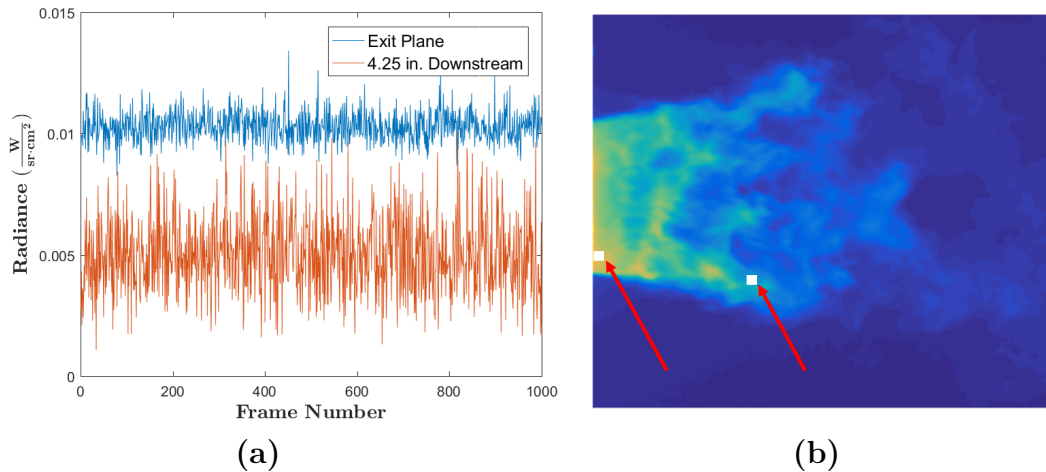 0.015
Exit Plane
4.25 in. Downstream
0.01
0.005
0
Radiance (W/sr·cm²)
0 200 400 600 800 1000
Frame Number
(a) (b)